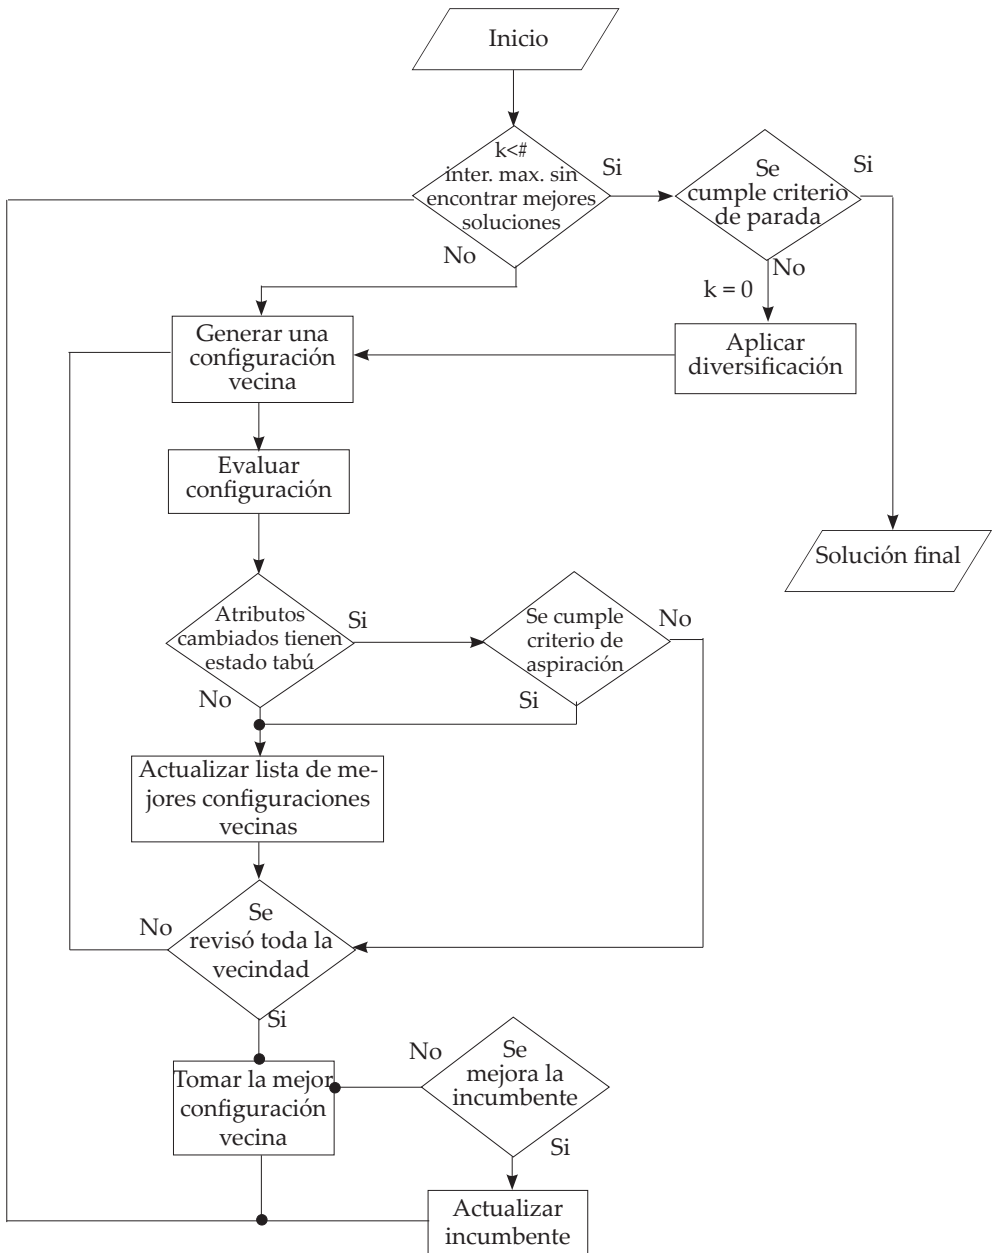 Inicio
k<#
inter. max. sin
encontrar mejores
soluciones
Si
No
Se
cumple criterio
de parada
Si
No
k = 0
Generar una
configuración
vecina
Aplicar
diversificación
Evaluar
configuración
Solución final
Atributos
cambiados tienen
estado tabú
Si
No
Se cumple
criterio de
aspiración
No
Si
Actualizar lista de me-
jores configuraciones
vecinas
Se
revisó toda la
vecindad
No
Si
Tomar la mejor
configuración
vecina
No
Se
mejora la
incumbente
Si
Actualizar
incumbente